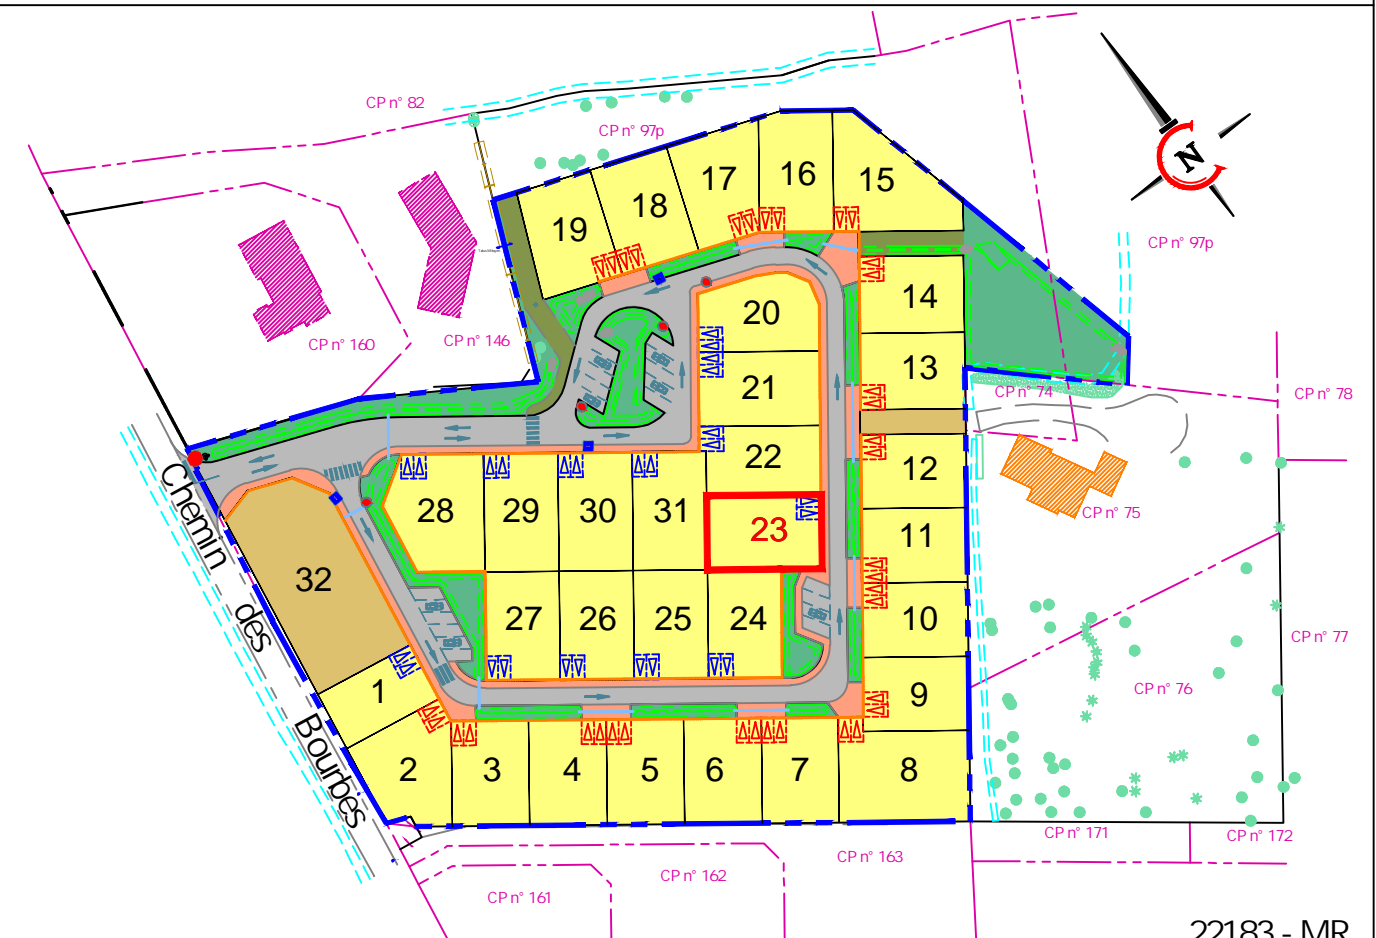 CP n° 82
CP n° 97p
N
17
16
15
18
19
CP n° 97p
CP n° 160
CP n° 146
14
20
13
21
CP n° 74
CP n° 78
22
12
CP n° 75
Chemin
des
Bourbes
28
29
30
31
23
11
32
27
26
25
24
10
CP n° 77
1
9
CP n° 76
2
3
4
5
6
7
8
CP n° 171
CP n° 172
CP n° 163
CP n° 162
CP n° 161
22183 - MR